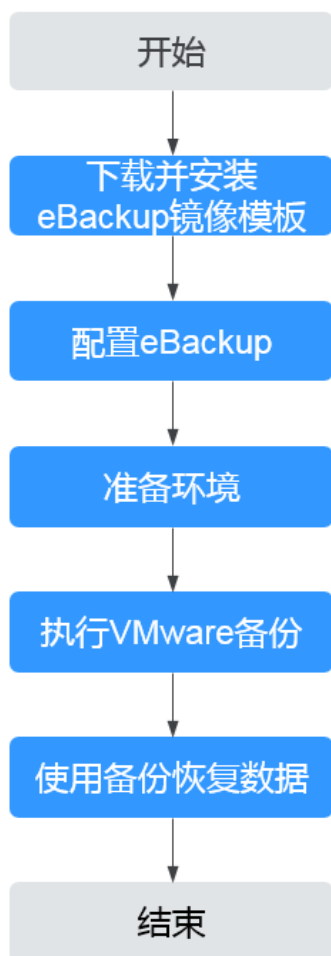 开始
下载并安装
eBackup镜像模板
配置eBackup
准备环境
执行VMware备份
使用备份恢复数据
结束